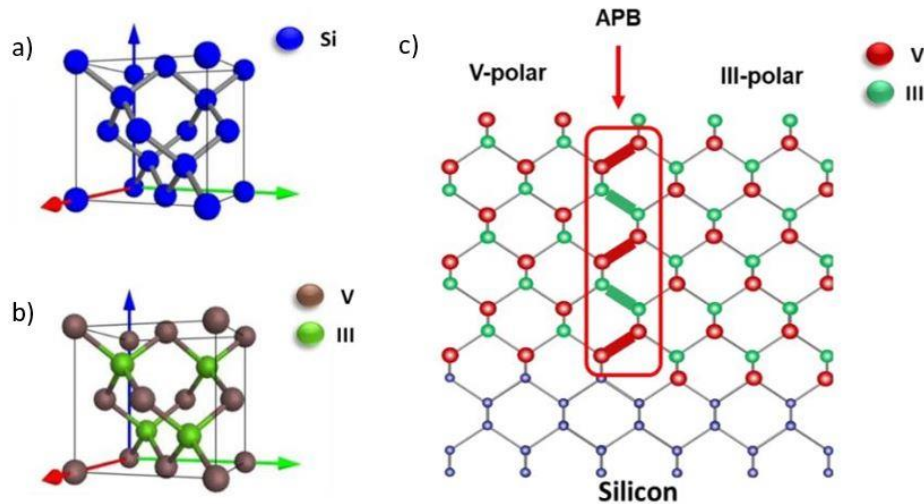 a)
Si
b)
V
III
c)
APB
V-polar
III-polar
V
III
Silicon